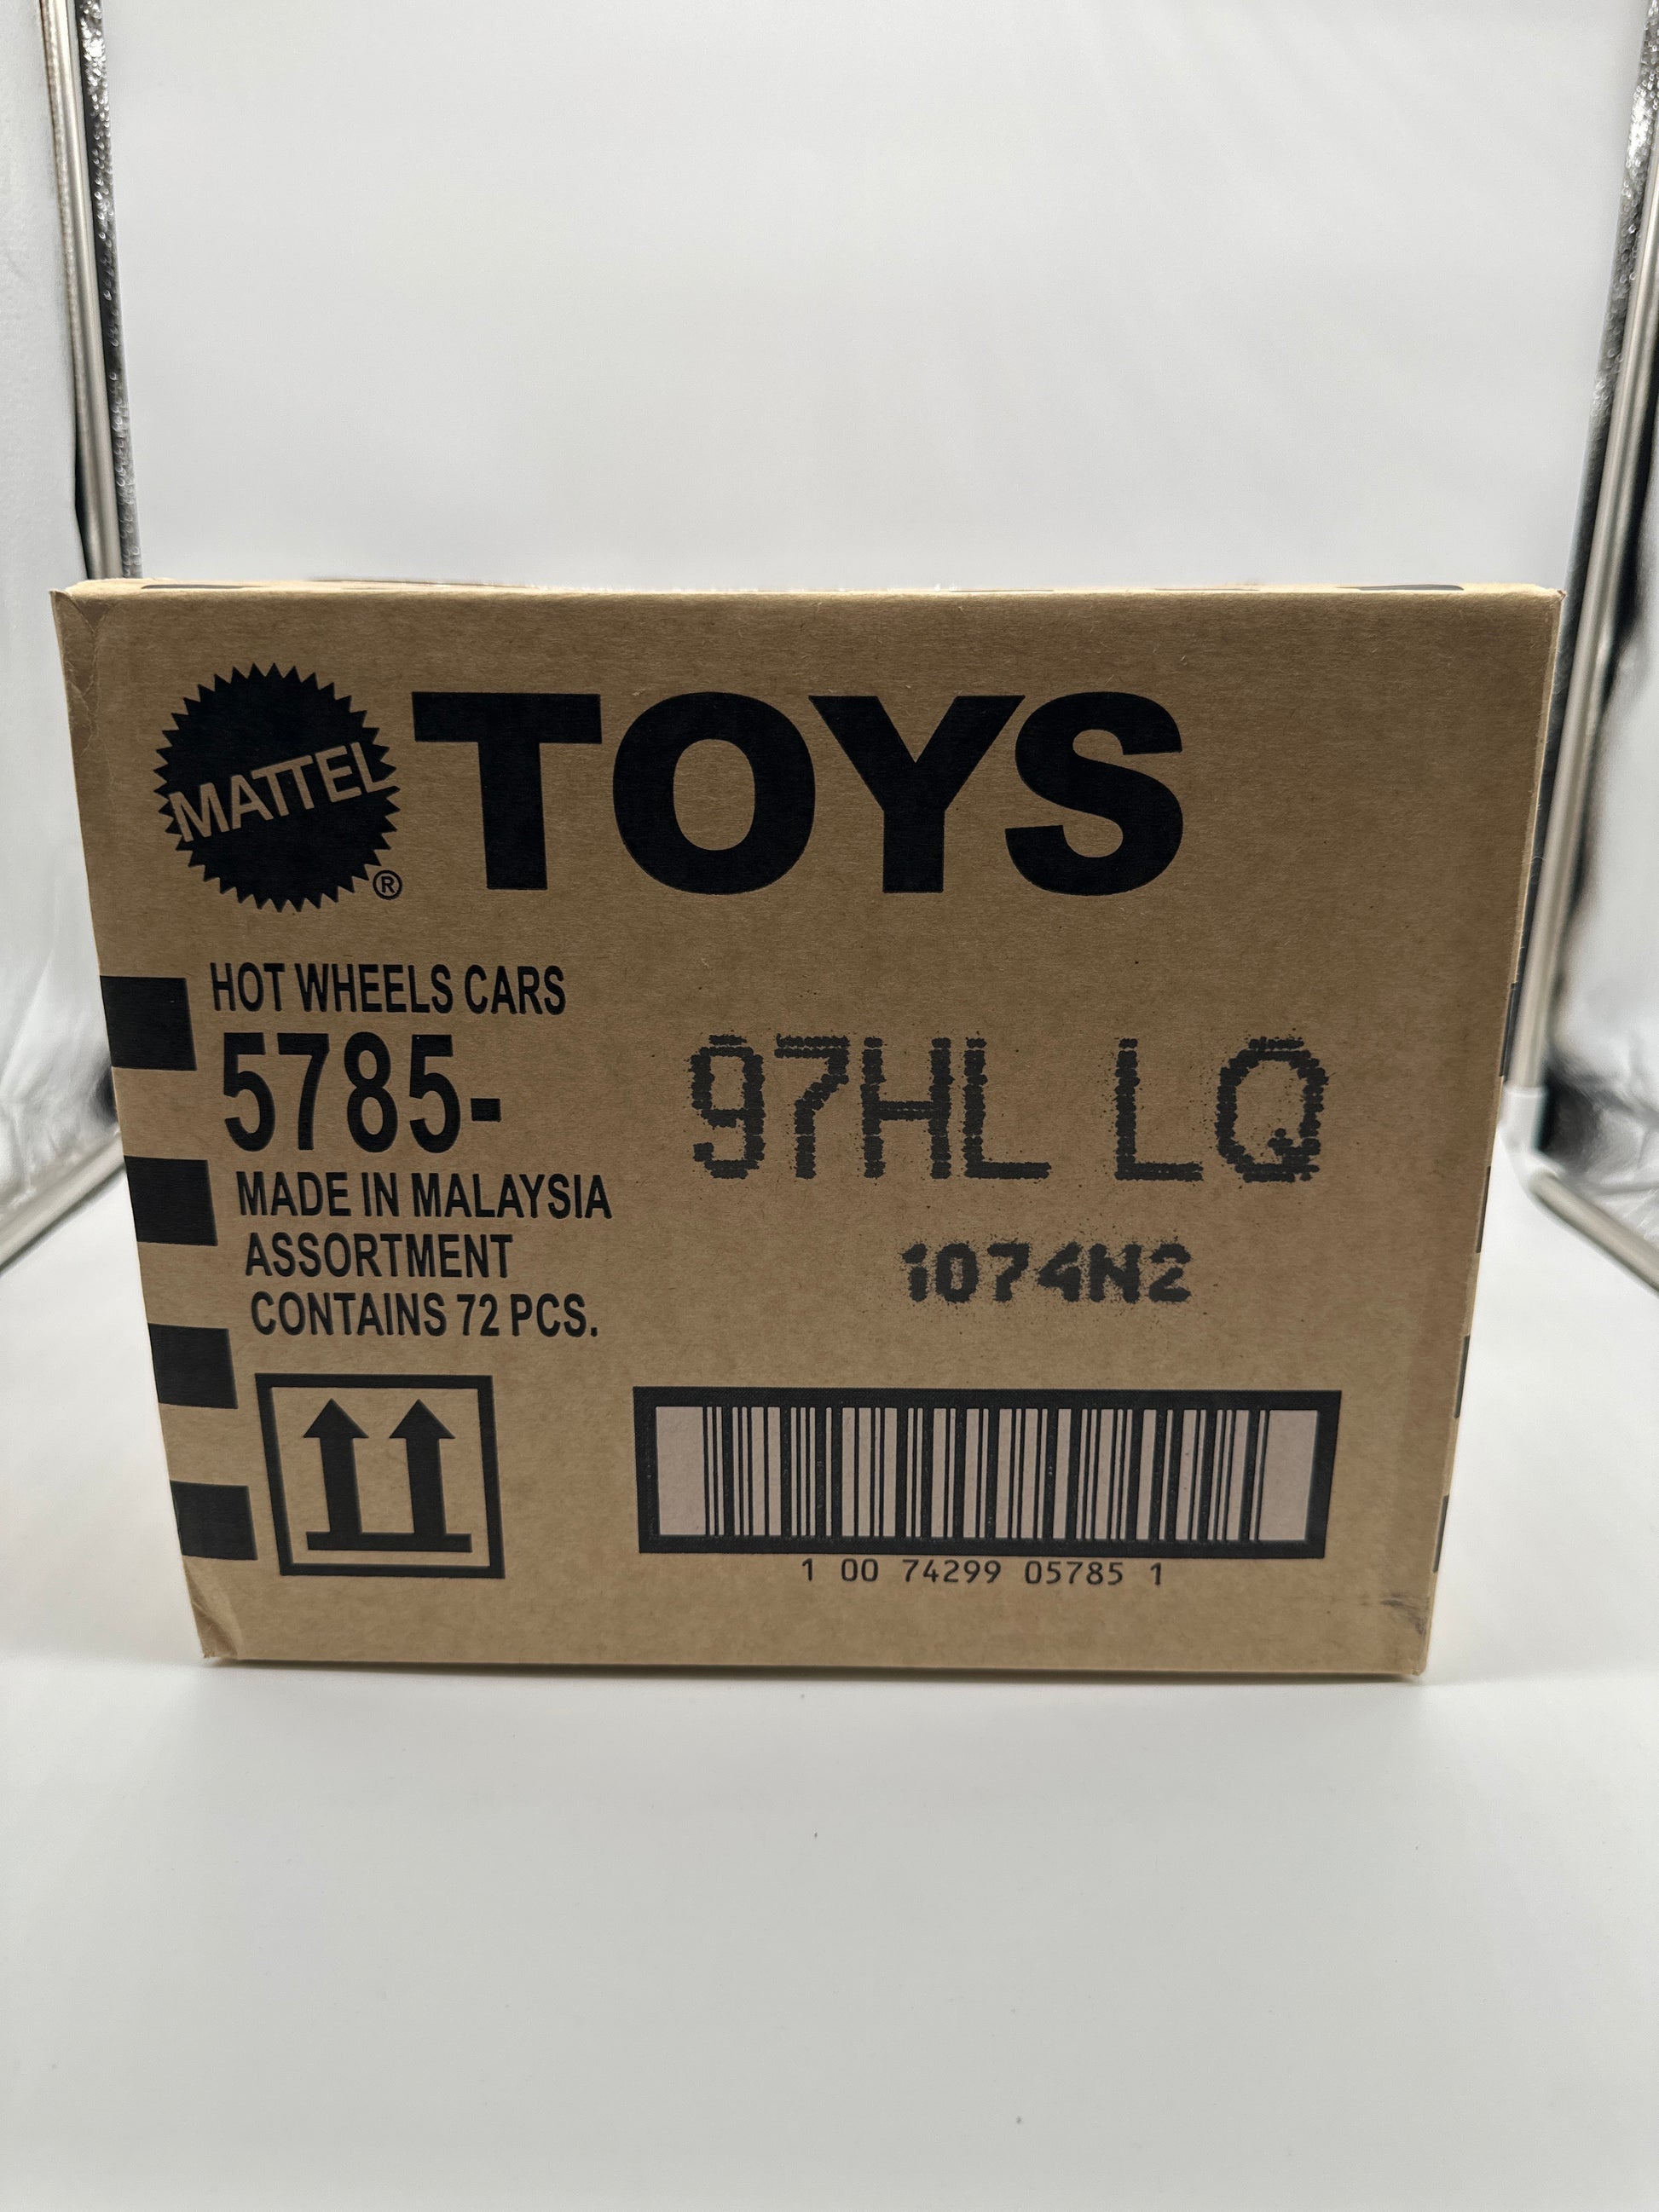 MATTEL® TOYS
HOT WHEELS CARS
5785-
97HL LQ
MADE IN MALAYSIA
ASSORTMENT
1074N2
CONTAINS 72 PCS.
1 00 74299 05785 1